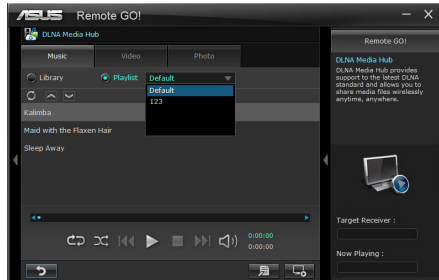 ASUS Remote GO!
DLNA Media Hub
Music Video Photo
Library Playlist Default
Default
123
Kalimba
Maid with the Flaxen Hair
Sleep Away
0:00:00
0:00:00
Remote GO!
DLNA Media Hub
DLNA Media Hub provides
support to the latest DLNA
standard and allows you to
share media files wirelessly
anytime, anywhere.
Target Receiver :
Now Playing :